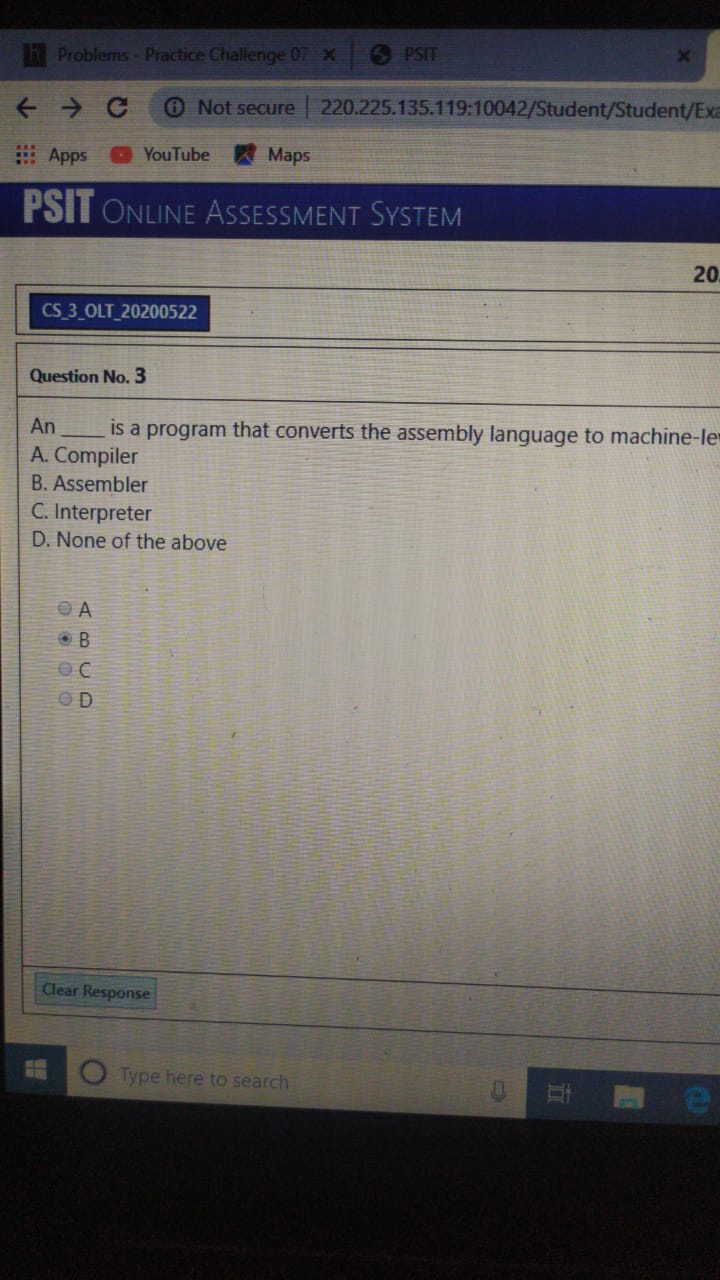 Problems - Practice Challenge 07
PSIT
Not secure | 220.225.135.119:10042/Student/Student/Exa
Apps YouTube Maps
PSIT ONLINE ASSESSMENT SYSTEM
20
CS_3_OLT_20200522
Question No. 3
An ____ is a program that converts the assembly language to machine-le
A. Compiler
B. Assembler
C. Interpreter
D. None of the above
A
B
C
D
Clear Response
Type here to search